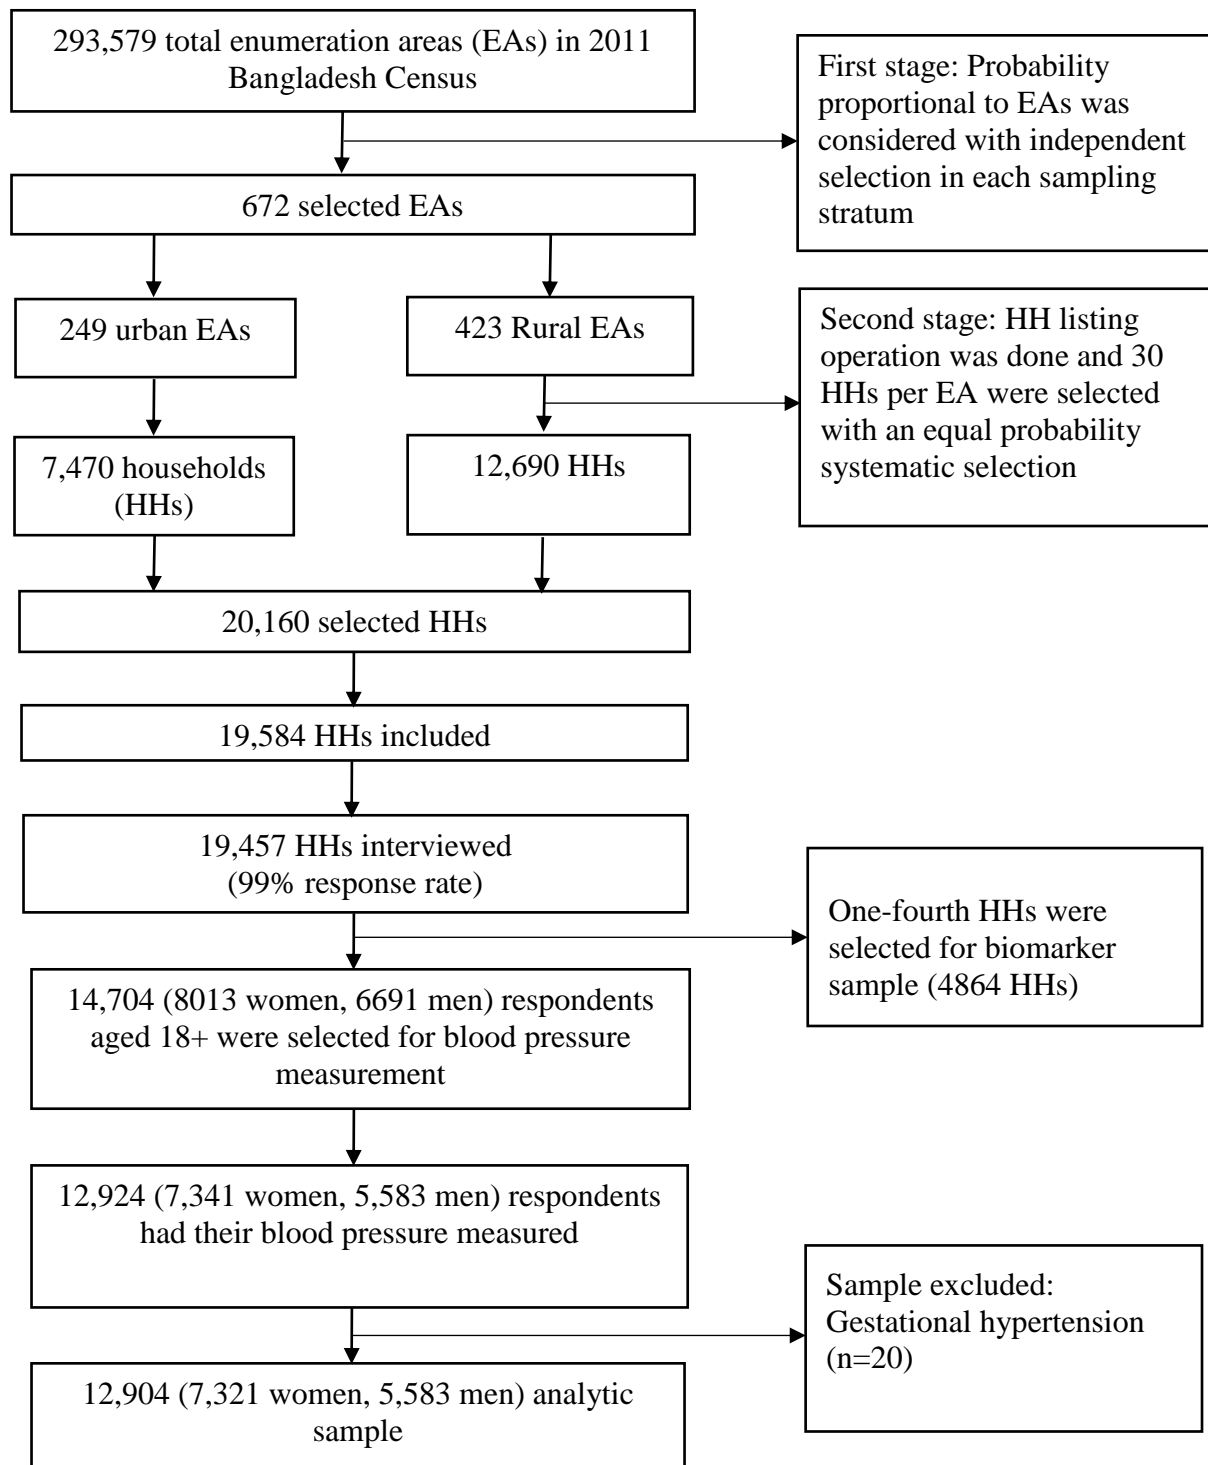 293,579 total enumeration areas (EAs) in 2011
Bangladesh Census
First stage: Probability
proportional to EAs was
considered with independent
selection in each sampling
stratum
672 selected EAs
249 urban EAs
423 Rural EAs
Second stage: HH listing
operation was done and 30
HHs per EA were selected
with an equal probability
systematic selection
7,470 households
(HHs)
12,690 HHs
20,160 selected HHs
19,584 HHs included
19,457 HHs interviewed
(99% response rate)
One-fourth HHs were
selected for biomarker
sample (4864 HHs)
14,704 (8013 women, 6691 men) respondents
aged 18+ were selected for blood pressure
measurement
12,924 (7,341 women, 5,583 men) respondents
had their blood pressure measured
Sample excluded:
Gestational hypertension
(n=20)
12,904 (7,321 women, 5,583 men) analytic
sample